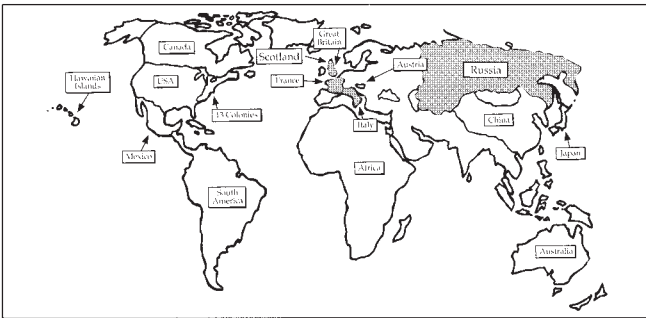 Great
Britain
Canada
Scotland
Austria
Russia
Hawaiian
Islands
USA
France
13 Colonies
China
Italy
Mexico
Japan
Africa
South
America
Australia